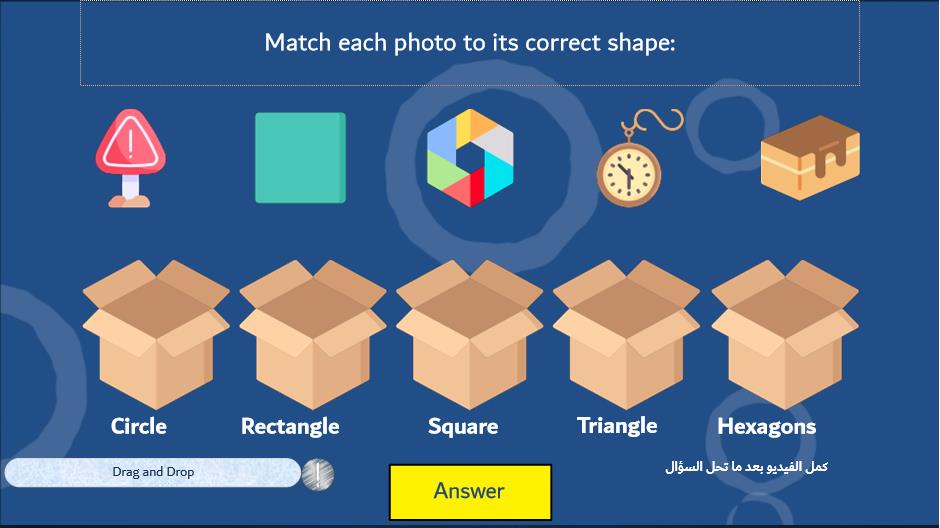 Match each photo to its correct shape:
Circle
Rectangle
Square
Triangle
Hexagons
Drag and Drop
Answer
كمل الفيديو بعد ما تحل السؤال